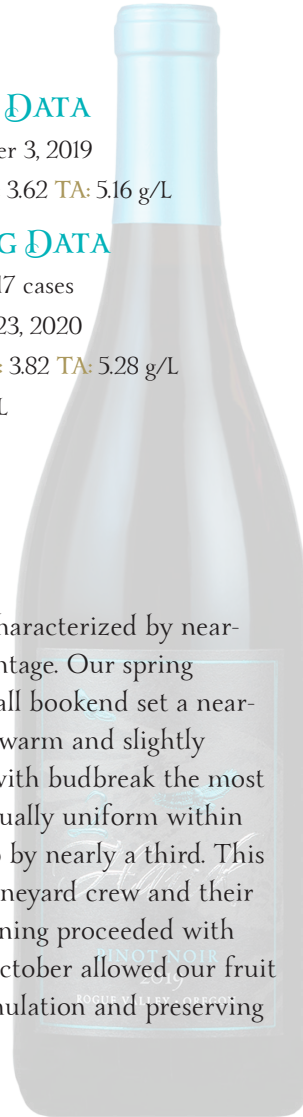 DATA
er 3, 2019
3.62 TA: 5.16 g/L
G DATA
17 cases
23, 2020
: 3.82 TA: 5.28 g/L
L
haracterized by near-
ntage. Our spring
all bookend set a near-
warm and slightly
with budbreak the most
ually uniform within
by nearly a third. This
neyard crew and their
ning proceeded with
ctober allowed our fruit
nulation and preserving
PINOT NOIR
2019
ROGUE VALLEY • OREGON